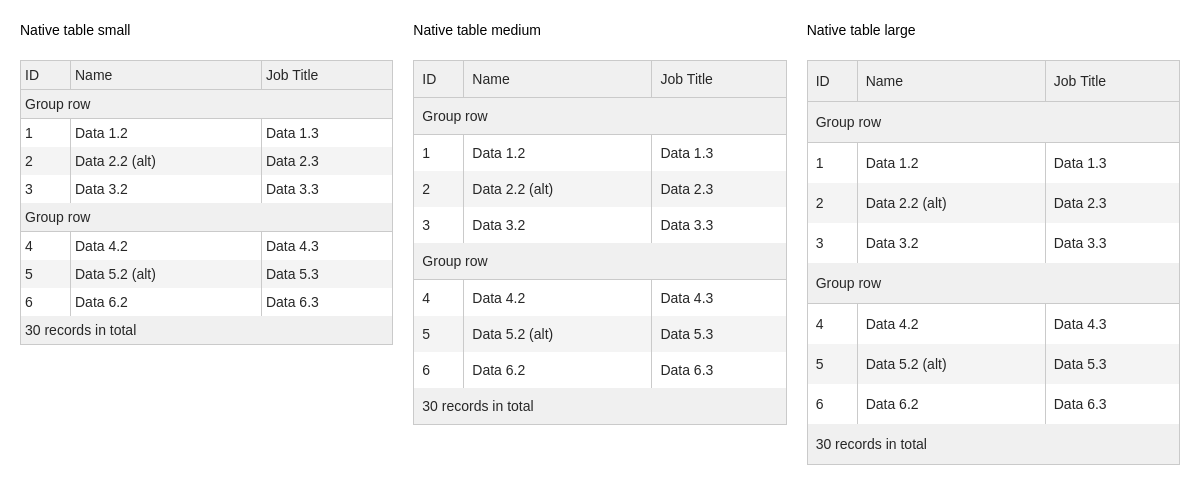 Native table small
ID Name Job Title
Group row
1 Data 1.2 Data 1.3
2 Data 2.2 (alt) Data 2.3
3 Data 3.2 Data 3.3
Group row
4 Data 4.2 Data 4.3
5 Data 5.2 (alt) Data 5.3
6 Data 6.2 Data 6.3
30 records in total
Native table medium
ID Name Job Title
Group row
1 Data 1.2 Data 1.3
2 Data 2.2 (alt) Data 2.3
3 Data 3.2 Data 3.3
Group row
4 Data 4.2 Data 4.3
5 Data 5.2 (alt) Data 5.3
6 Data 6.2 Data 6.3
30 records in total
Native table large
ID Name Job Title
Group row
1 Data 1.2 Data 1.3
2 Data 2.2 (alt) Data 2.3
3 Data 3.2 Data 3.3
Group row
4 Data 4.2 Data 4.3
5 Data 5.2 (alt) Data 5.3
6 Data 6.2 Data 6.3
30 records in total